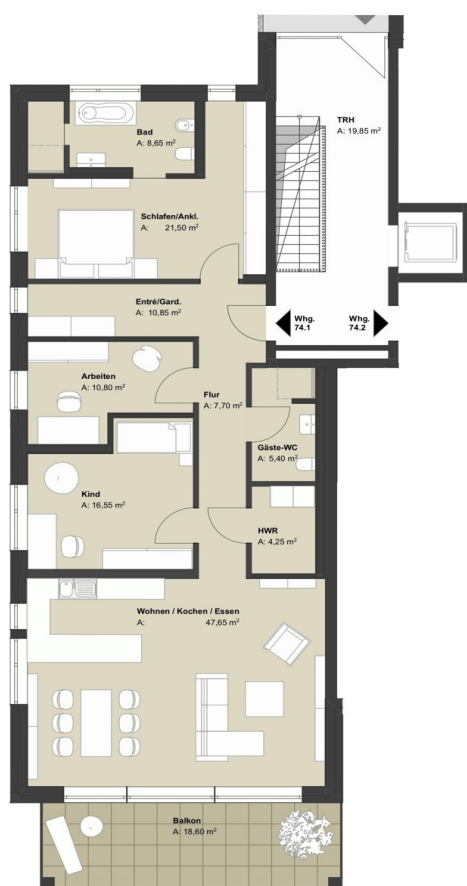 TRH
A: 19,85 m²
Bad
A: 8,65 m²
Schlafen/Ankl.
A: 21,50 m²
Entré/Gard.
A: 10,85 m²
Whg. 74.1
Whg. 74.2
Arbeiten
A: 10,80 m²
Flur
A: 7,70 m²
Gäste-WC
A: 5,40 m²
Kind
A: 16,55 m²
HWR
A: 4,25 m²
Wohnen / Kochen / Essen
A: 47,65 m²
Balkon
A: 18,60 m²